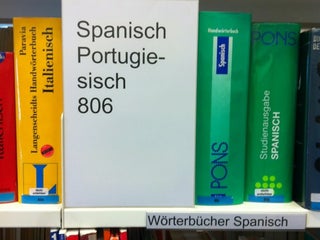 Paravia
Langenscheidts Handwörterbuch
Italienisch
L
Spanisch
Portugie-
sisch
806
Handwörterbuch
Spanisch
PONS
PONS
Studienausgabe
SPANISCH
Wörterbücher Spanisch